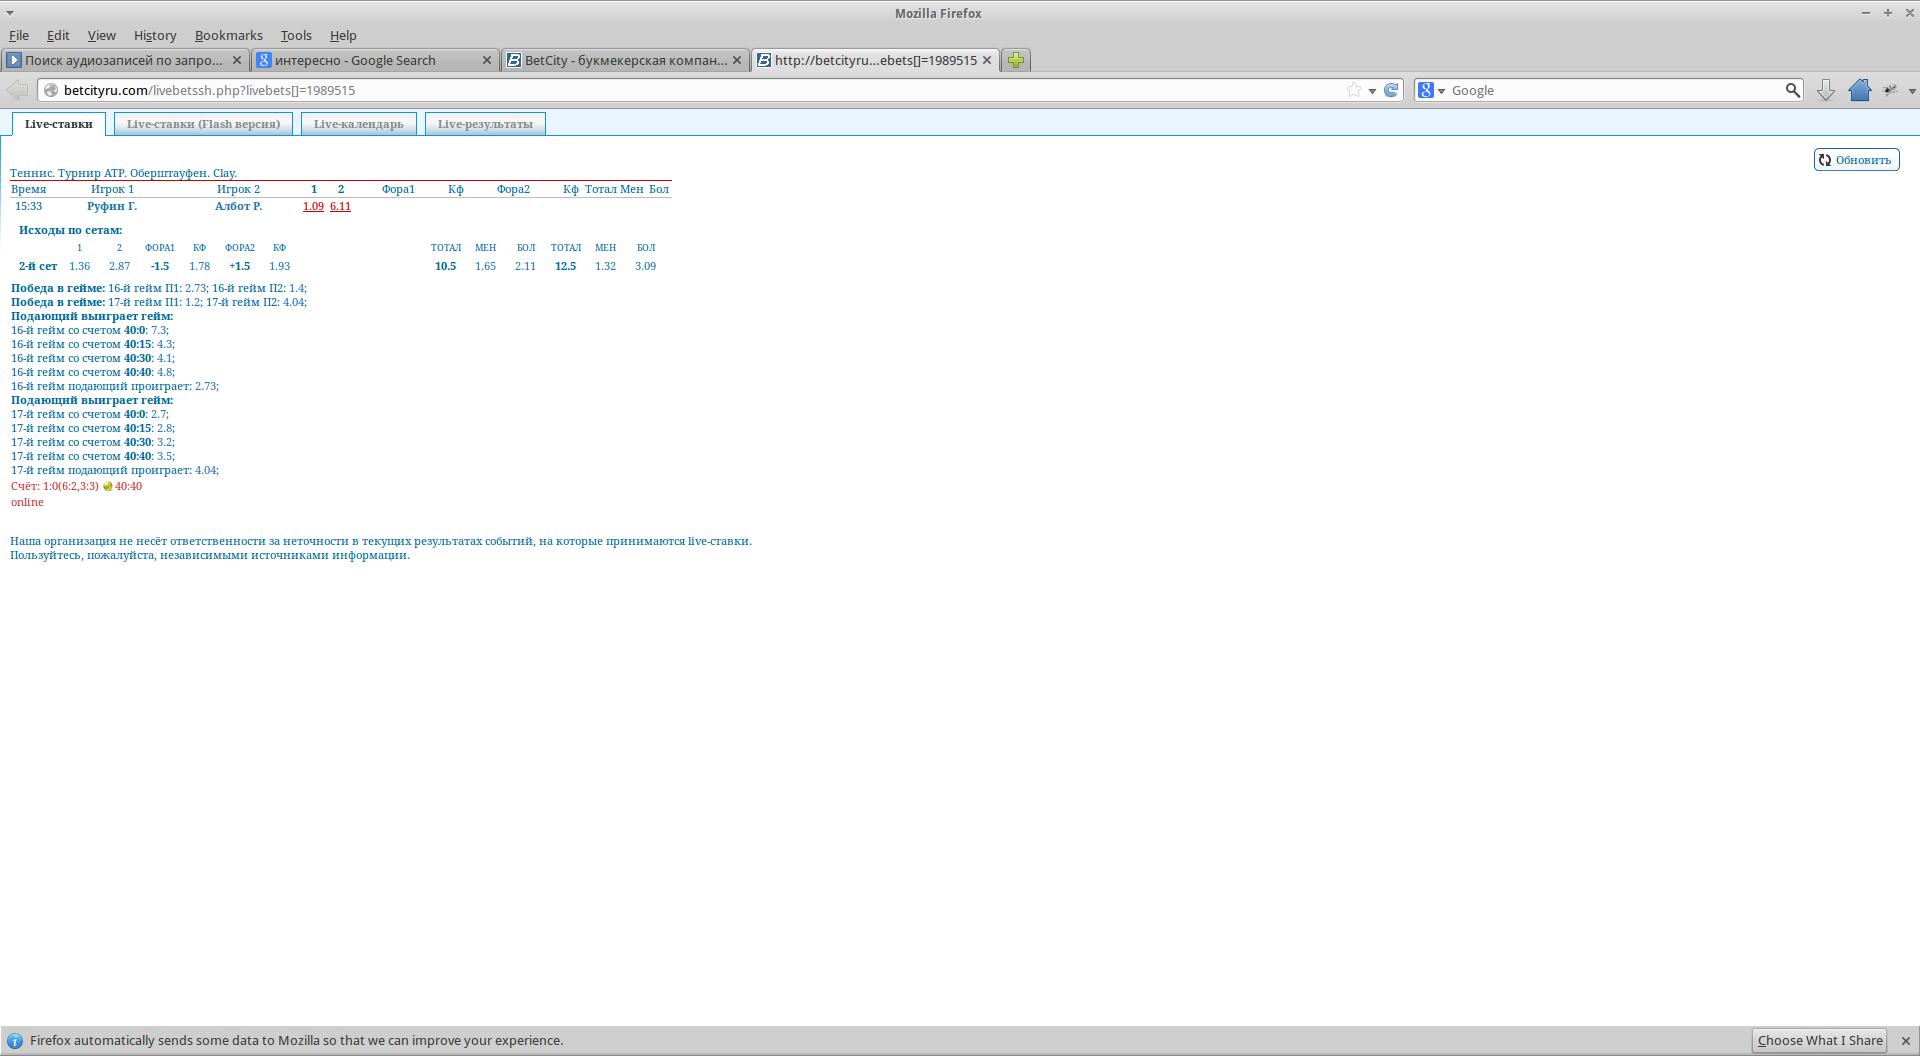 Mozilla Firefox
File Edit View History Bookmarks Tools Help
Поиск аудиозаписей по запро... интересно - Google Search BetCity - букмекерская компан... http://betcityru...ebets[]=1989515
betcityru.com/livebetssh.php?livebets[]=1989515 Google
Live-ставки Live-ставки (Flash версия) Live-календарь Live-результаты
Обновить
Теннис. Турнир ATP. Оберштауфен. Clay.
Время Игрок 1 Игрок 2 1 2 Фора1 Кф Фора2 Кф Тотал Мен Бол
15:33 Руфин Г. Албот Р. 1.09 6.11
Исходы по сетам:
1 2 ФОРА1 КФ ФОРА2 КФ ТОТАЛ МЕН БОЛ ТОТАЛ МЕН БОЛ
2-й сет 1.36 2.87 -1.5 1.78 +1.5 1.93 10.5 1.65 2.11 12.5 1.32 3.09
Победа в гейме: 16-й гейм П1: 2.73; 16-й гейм П2: 1.4;
Победа в гейме: 17-й гейм П1: 1.2; 17-й гейм П2: 4.04;
Подающий выиграет гейм:
16-й гейм со счетом 40:0: 7.3;
16-й гейм со счетом 40:15: 4.3;
16-й гейм со счетом 40:30: 4.1;
16-й гейм со счетом 40:40: 4.8;
16-й гейм подающий проиграет: 2.73;
Подающий выиграет гейм:
17-й гейм со счетом 40:0: 2.7;
17-й гейм со счетом 40:15: 2.8;
17-й гейм со счетом 40:30: 3.2;
17-й гейм со счетом 40:40: 3.5;
17-й гейм подающий проиграет: 4.04;
Счёт: 1:0(6:2,3:3) 40:40
online
Наша организация не несёт ответственности за неточности в текущих результатах событий, на которые принимаются live-ставки.
Пользуйтесь, пожалуйста, независимыми источниками информации.
Firefox automatically sends some data to Mozilla so that we can improve your experience. Choose What I Share